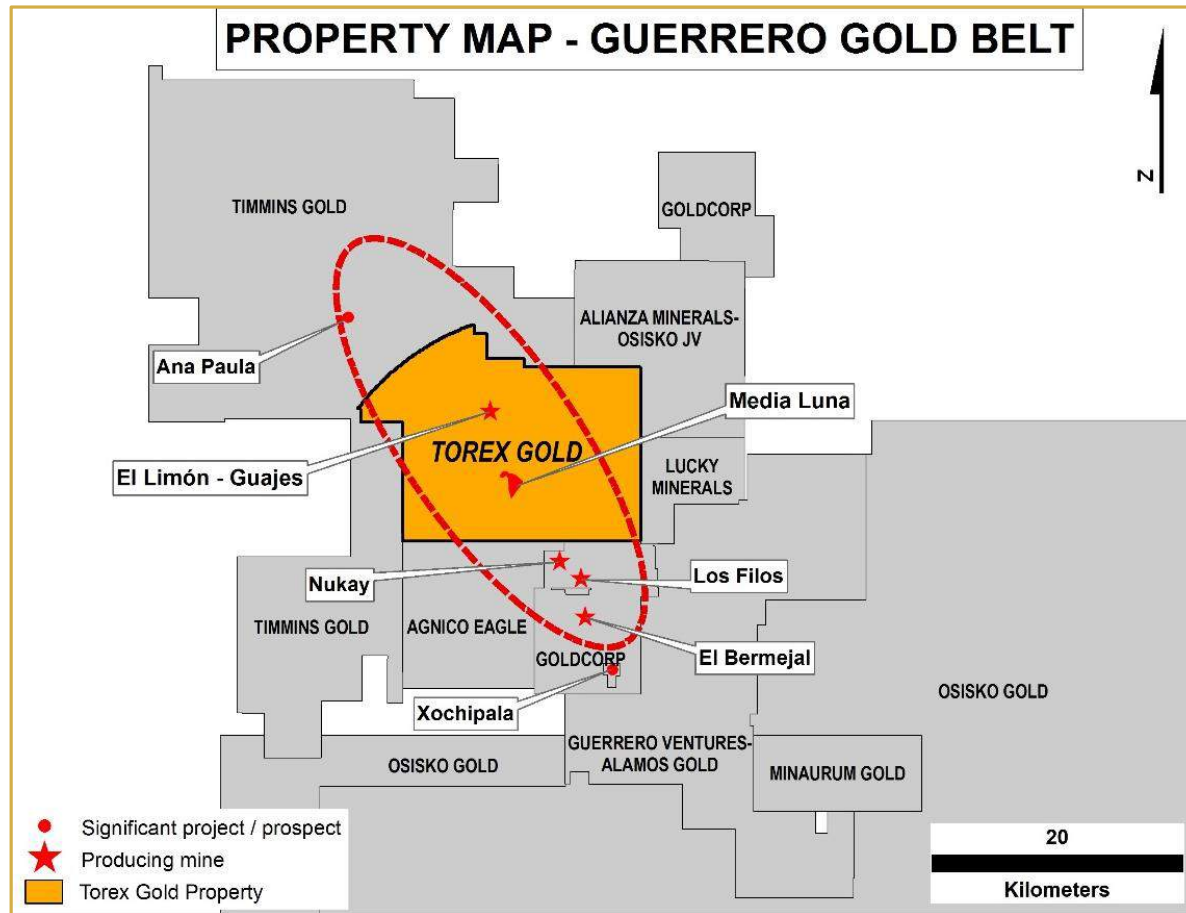 PROPERTY MAP - GUERRERO GOLD BELT
Z
TIMMINS GOLD
GOLDCORP
ALIANZA MINERALS-
OSISKO JV
Ana Paula
Media Luna
TOREX GOLD
El Limón - Guajes
LUCKY
MINERALS
Nukay
Los Filos
TIMMINS GOLD
AGNICO EAGLE
GOLDCORP
El Bermejal
Xochipala
OSISKO GOLD
GUERRERO VENTURES-
ALAMOS GOLD
OSISKO GOLD
MINAURUM GOLD
Significant project / prospect
Producing mine
Torex Gold Property
20
Kilometers